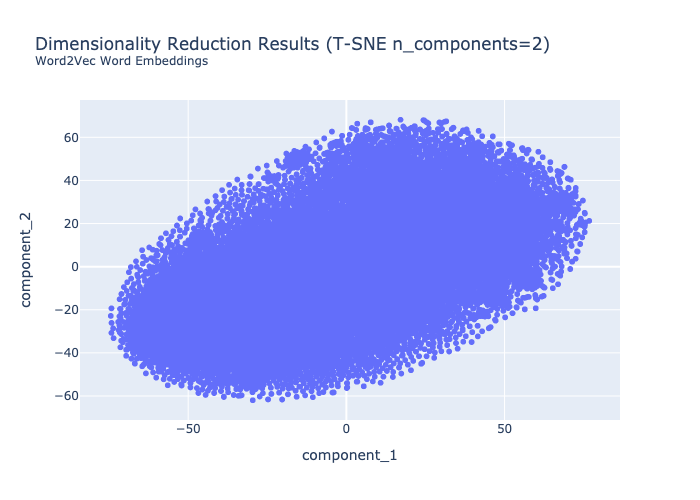 Dimensionality Reduction Results (T-SNE n_components=2)
Word2Vec Word Embeddings
60
40
20
0
−20
−40
−60
component_2
−50
0
50
component_1